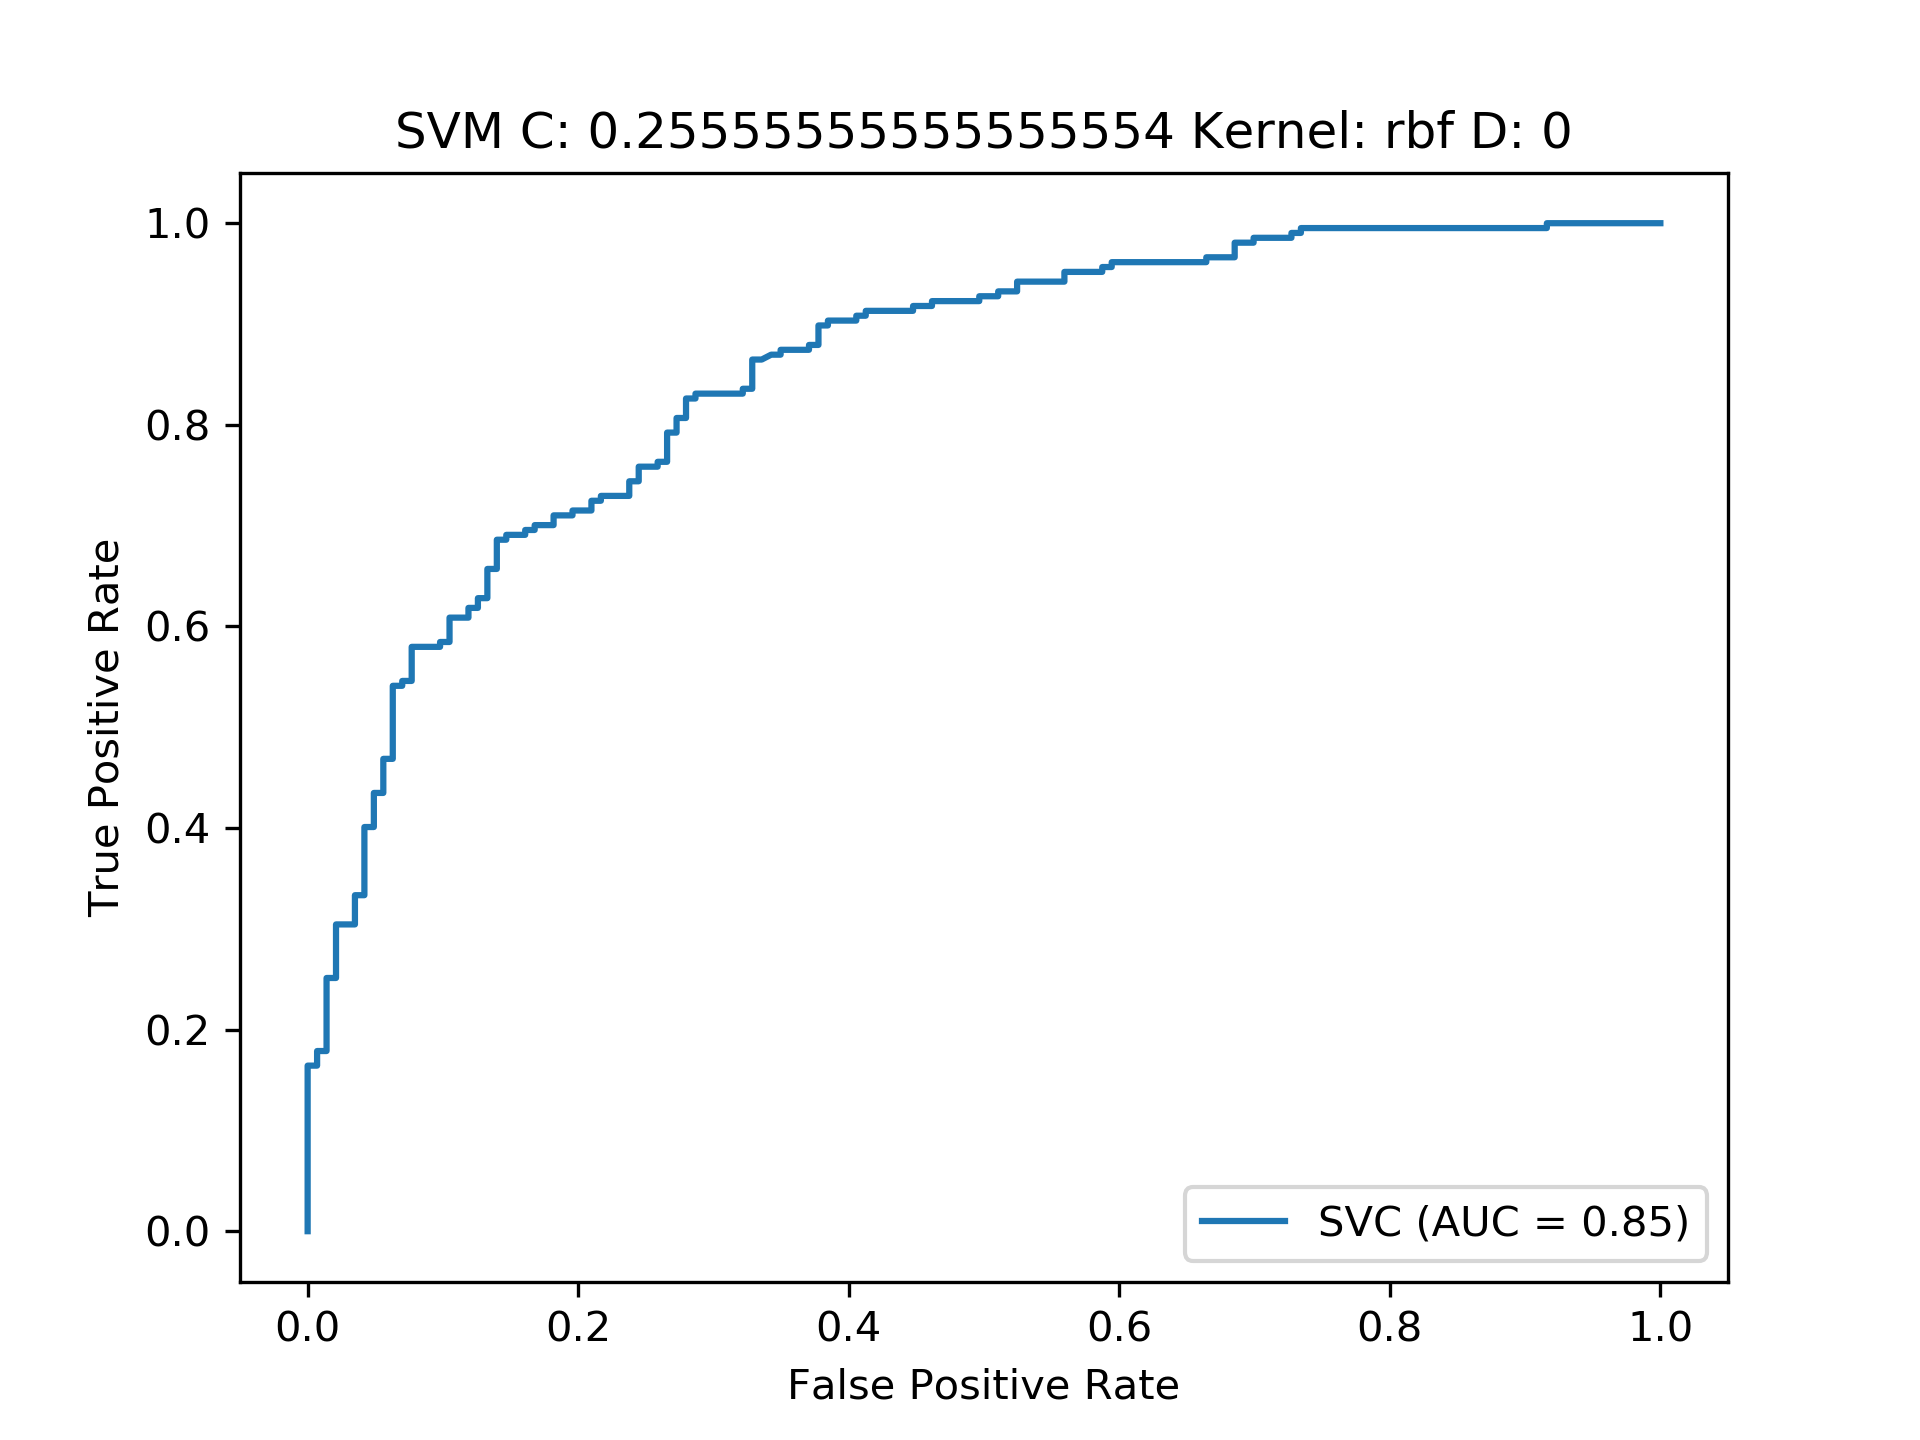 SVM C: 0.25555555555555554 Kernel: rbf D: 0
1.0
0.8
0.6
0.4
0.2
0.0
True Positive Rate
SVC (AUC = 0.85)
0.0 0.2 0.4 0.6 0.8 1.0
False Positive Rate